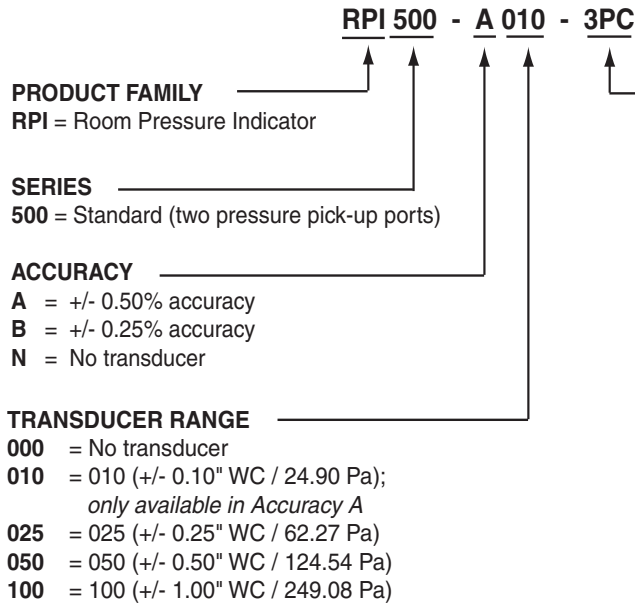 RPI 500 - A 010 - 3PC
PRODUCT FAMILY
RPI = Room Pressure Indicator
SERIES
500 = Standard (two pressure pick-up ports)
ACCURACY
A = +/- 0.50% accuracy
B = +/- 0.25% accuracy
N = No transducer
TRANSDUCER RANGE
000 = No transducer
010 = 010 (+/- 0.10" WC / 24.90 Pa);
only available in Accuracy A
025 = 025 (+/- 0.25" WC / 62.27 Pa)
050 = 050 (+/- 0.50" WC / 124.54 Pa)
100 = 100 (+/- 1.00" WC / 249.08 Pa)